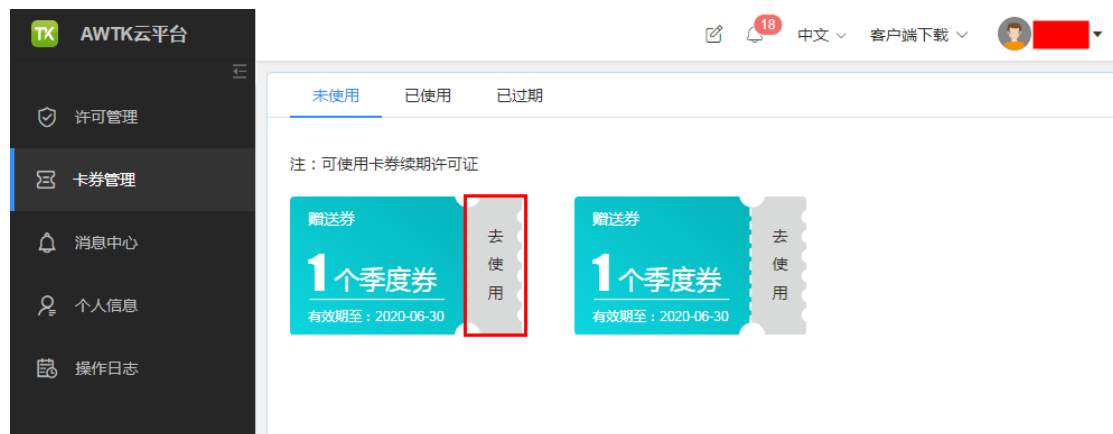 TK AWTK云平台
18 中文 客户端下载
未使用 已使用 已过期
许可管理
卡券管理
消息中心
个人信息
操作日志
注：可使用卡券续期许可证
赠送券
1个季度券
有效期至：2020-06-30
去
使
用
赠送券
1个季度券
有效期至：2020-06-30
去
使
用